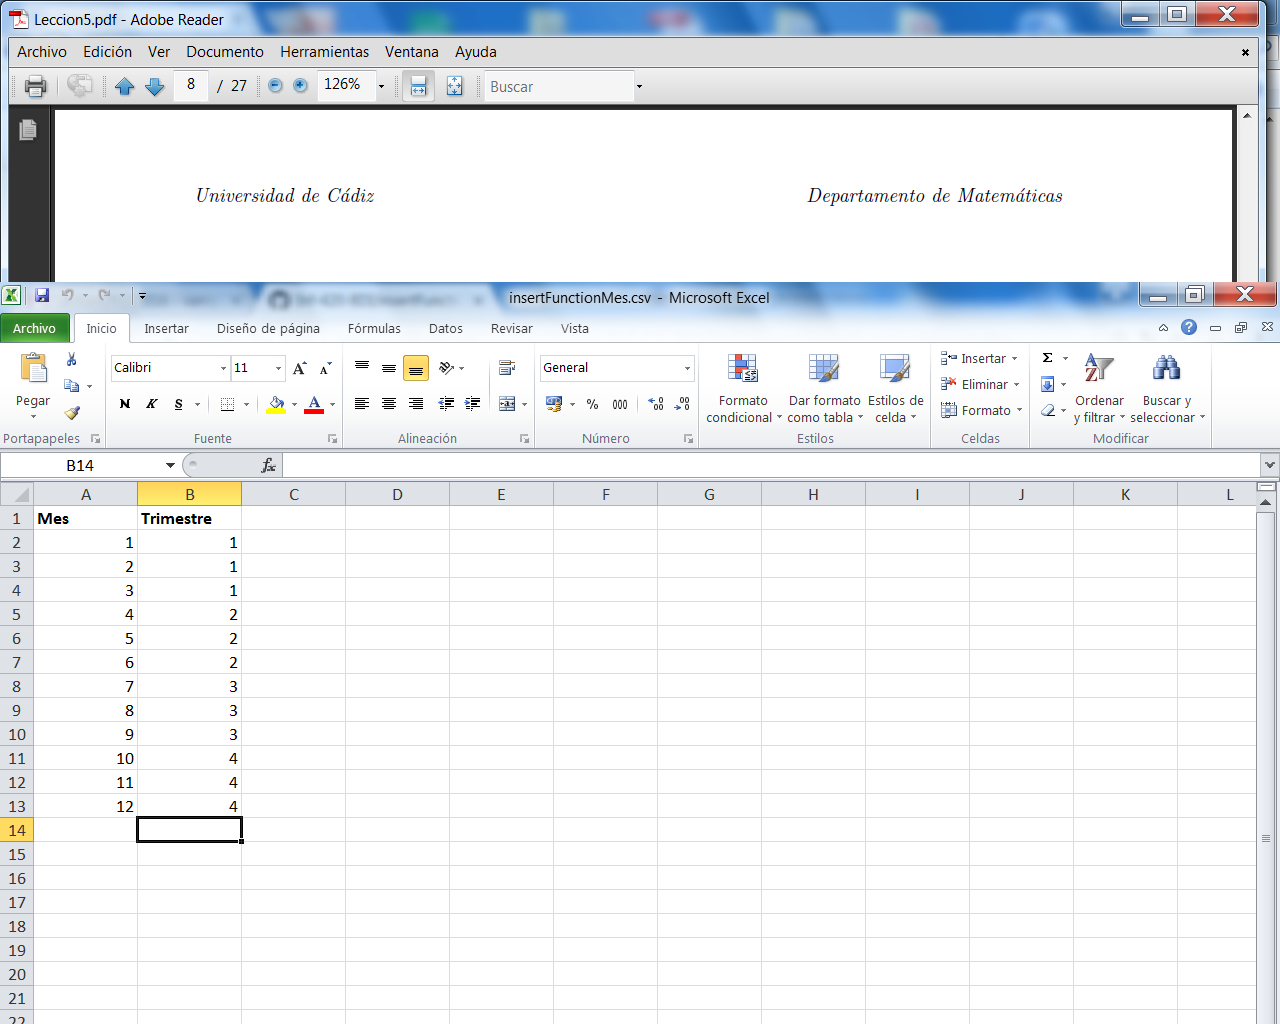 Leccion5.pdf - Adobe Reader
Archivo Edición Ver Documento Herramientas Ventana Ayuda
8 / 27 126% Buscar
Universidad de Cádiz Departamento de Matemáticas
insertFunctionMes.csv - Microsoft Excel
Archivo Inicio Insertar Diseño de página Fórmulas Datos Revisar Vista
Pegar
Portapapeles
Calibri 11
N K S A
Fuente
Alineación
General
% 000
Número
Formato condicional
Dar formato como tabla
Estilos de celda
Estilos
Insertar
Eliminar
Formato
Celdas
Σ
Ordenar y filtrar
Buscar y seleccionar
Modificar
B14 fx
A B C D E F G H I J K L
1 Mes Trimestre
2 1 1
3 2 1
4 3 1
5 4 2
6 5 2
7 6 2
8 7 3
9 8 3
10 9 3
11 10 4
12 11 4
13 12 4
14
15
16
17
18
19
20
21
22